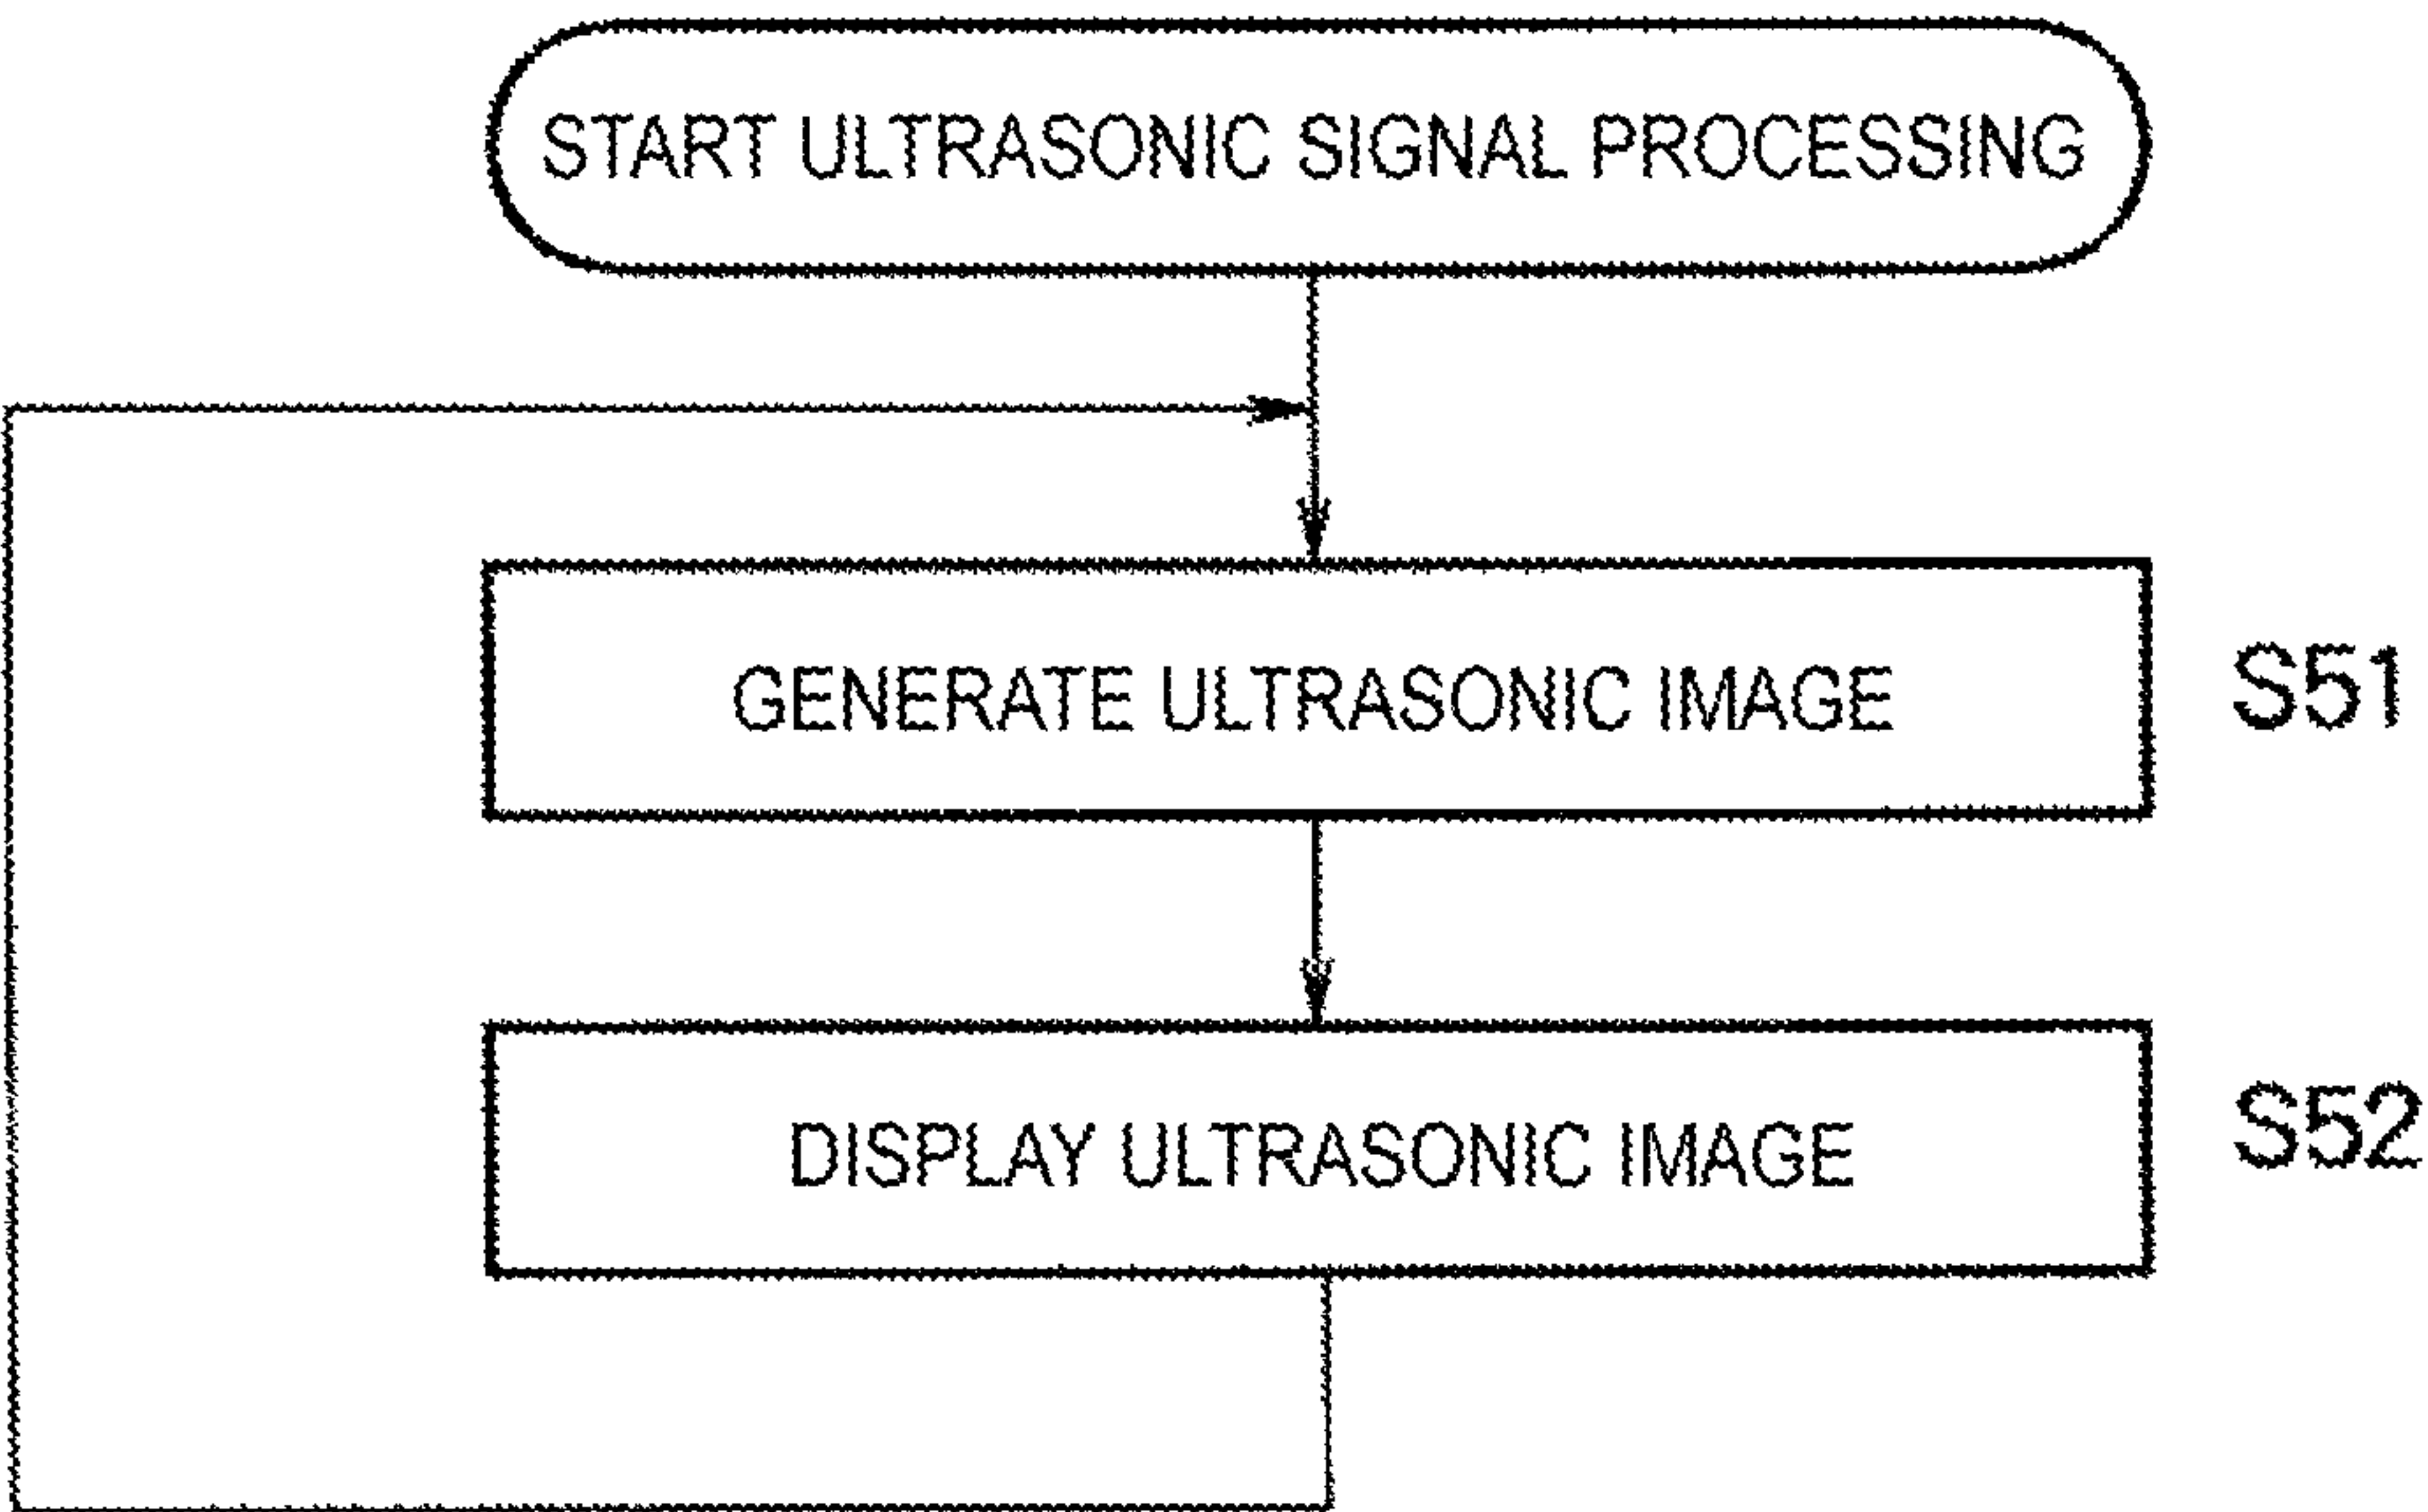 START ULTRASONIC SIGNAL PROCESSING
GENERATE ULTRASONIC IMAGE
S51
DISPLAY ULTRASONIC IMAGE
S52